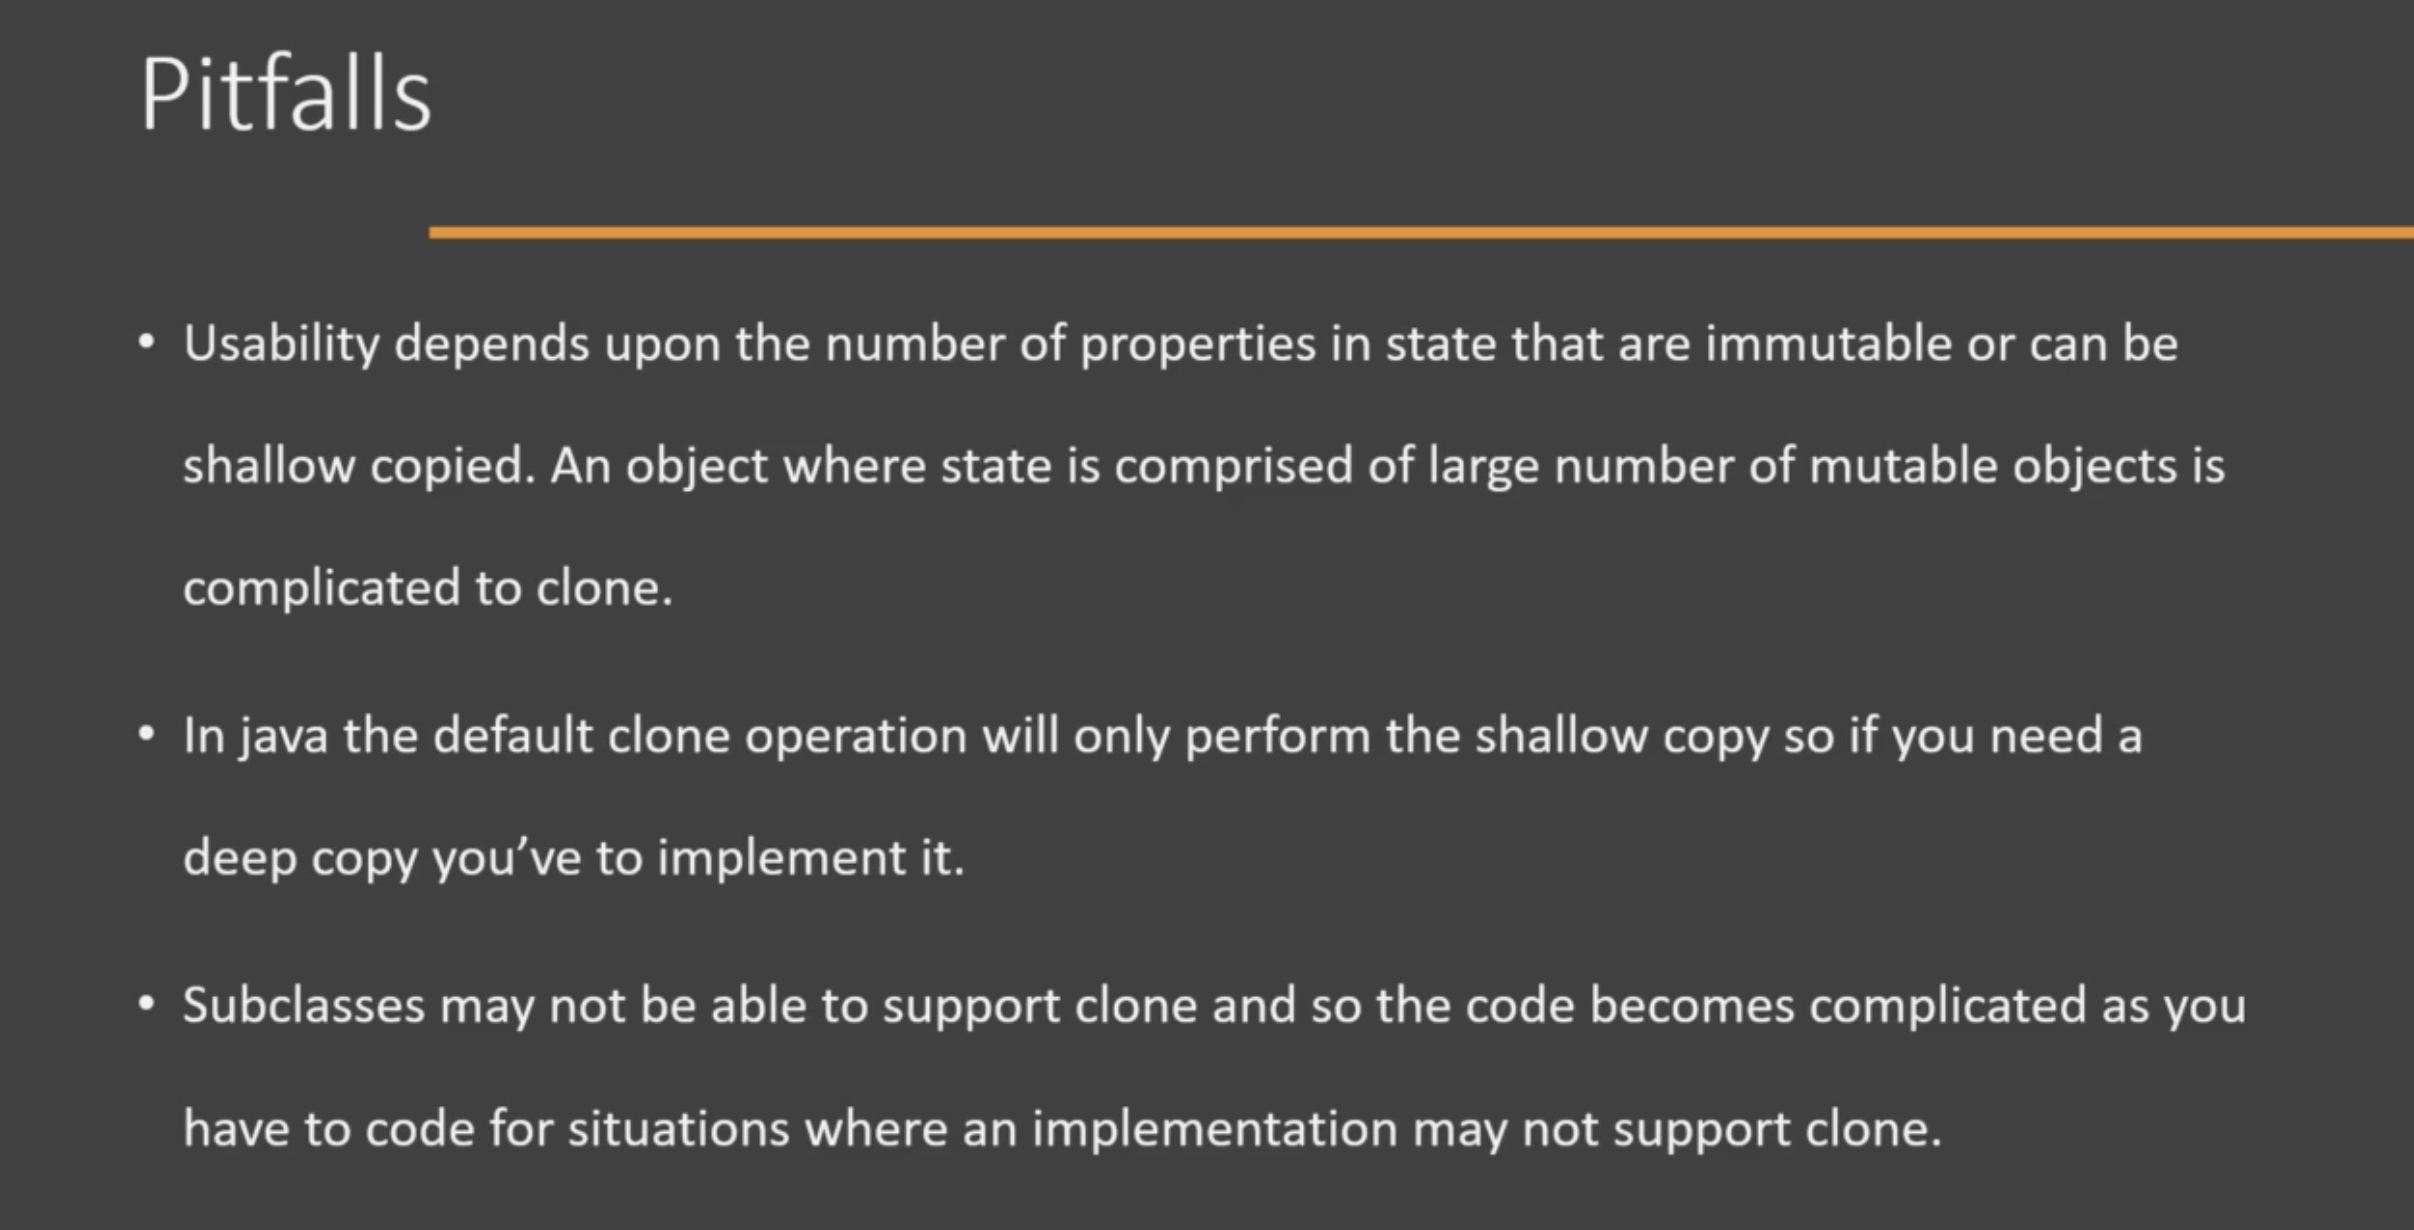 Pitfalls
• Usability depends upon the number of properties in state that are immutable or can be
shallow copied. An object where state is comprised of large number of mutable objects is
complicated to clone.
• In java the default clone operation will only perform the shallow copy so if you need a
deep copy you’ve to implement it.
• Subclasses may not be able to support clone and so the code becomes complicated as you
have to code for situations where an implementation may not support clone.